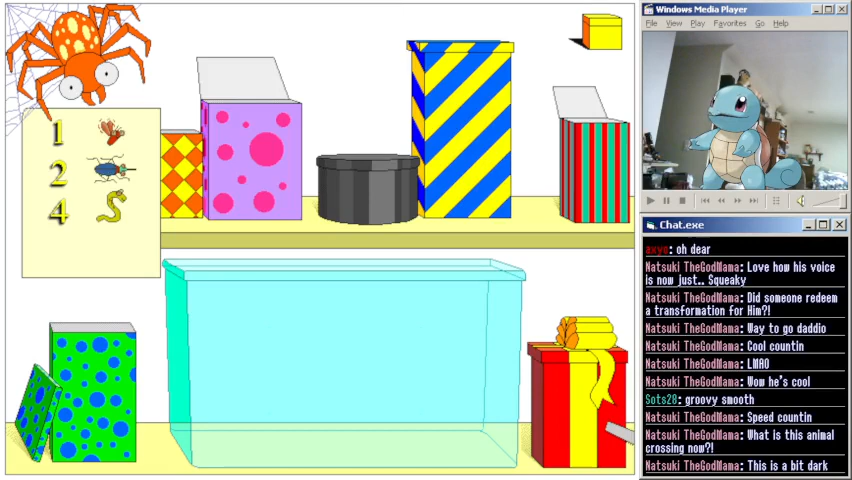 1
2
4
Windows Media Player
File View Play Favorites Go Help
Chat.exe
axyo: oh dear
Natsuki TheGodMama: Love how his voice
is now just.. Squeaky
Natsuki TheGodMama: Did someone redeem
a transformation for Him?!
Natsuki TheGodMama: Way to go daddio
Natsuki TheGodMama: Cool countin
Natsuki TheGodMama: LMAO
Natsuki TheGodMama: Wow he's cool
Sots28: groovy smooth
Natsuki TheGodMama: Speed countin
Natsuki TheGodMama: What is this animal
crossing now?!
Natsuki TheGodMama: This is a bit dark